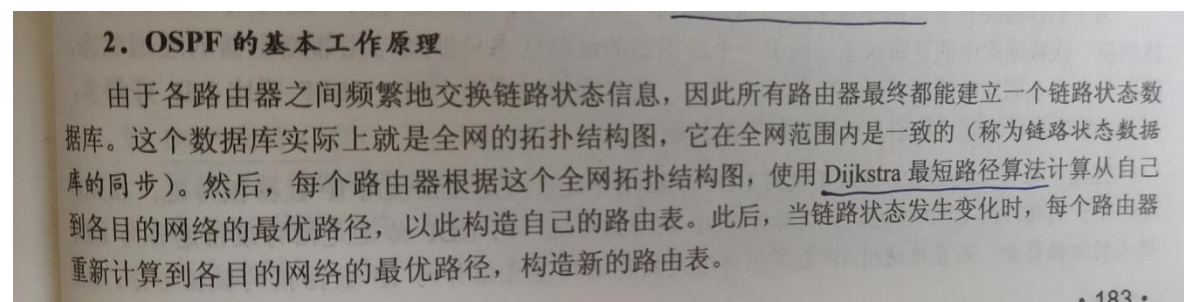 2. OSPF 的基本工作原理
由于各路由器之间频繁地交换链路状态信息，因此所有路由器最终都能建立一个链路状态数
据库。这个数据库实际上就是全网的拓扑结构图，它在全网范围内是一致的（称为链路状态数据
库的同步）。然后，每个路由器根据这个全网拓扑结构图，使用 Dijkstra 最短路径算法计算从自己
到各目的网络的最优路径，以此构造自己的路由表。此后，当链路状态发生变化时，每个路由器
重新计算到各目的网络的最优路径，构造新的路由表。
· 183 ·